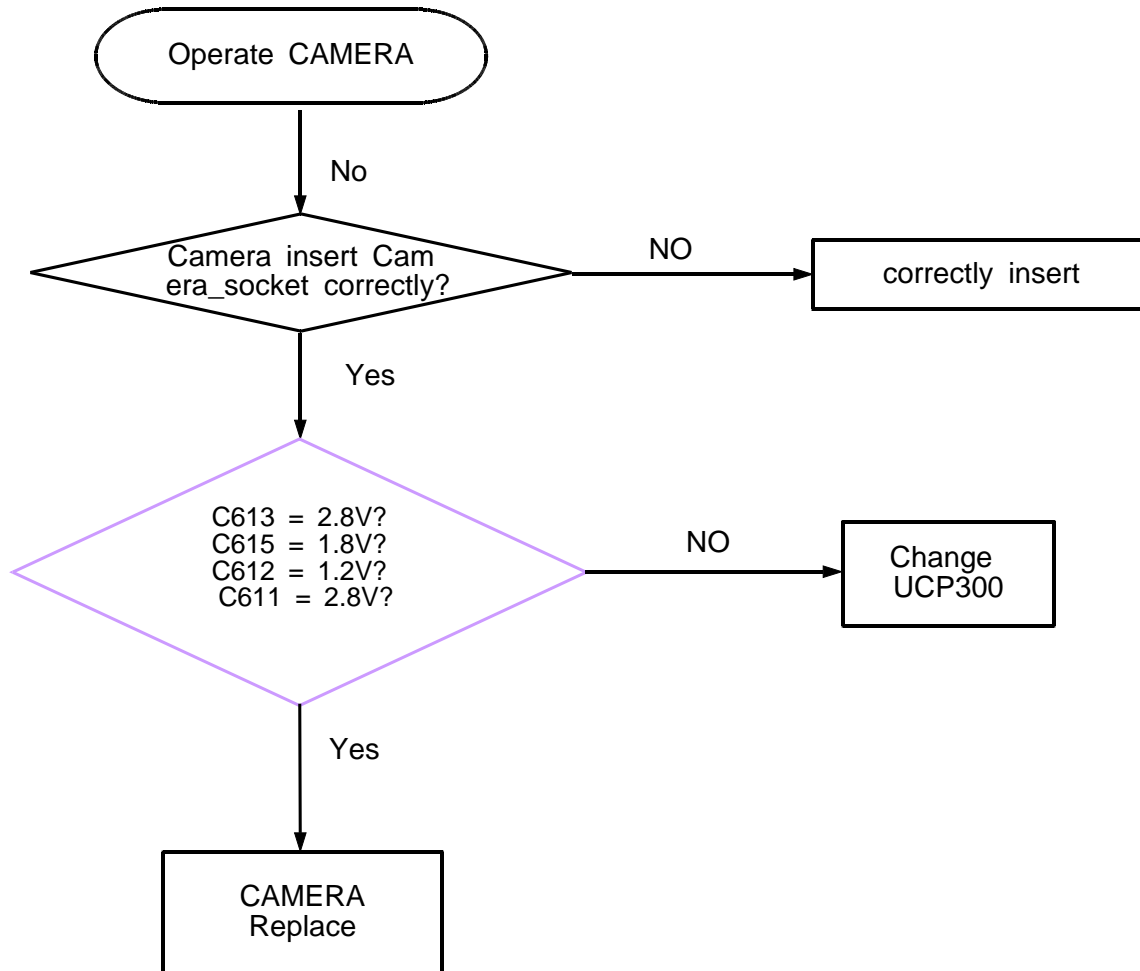 Operate CAMERA
No
Camera insert Cam
era_socket correctly?
NO
correctly insert
Yes
C613 = 2.8V?
C615 = 1.8V?
C612 = 1.2V?
C611 = 2.8V?
NO
Change
UCP300
Yes
CAMERA
Replace